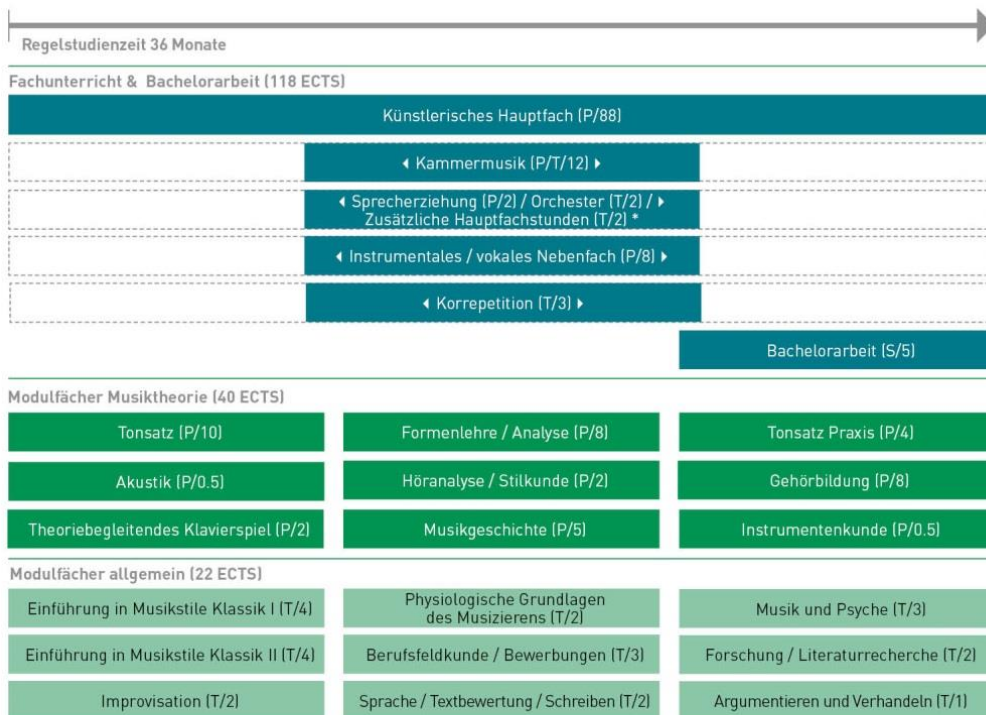 Regelstudienzeit 36 Monate
Fachunterricht & Bachelorarbeit (118 ECTS)
Künstlerisches Hauptfach (P/88)
Kammermusik (P/T/12)
Sprecherziehung (P/2) / Orchester (T/2) /
Zusätzliche Hauptfachstunden (T/2) *
Instrumentales / vokales Nebenfach (P/8)
Korrepetition (T/3)
Bachelorarbeit (S/5)
Modulfächer Musiktheorie (40 ECTS)
Tonsatz (P/10)
Formenlehre / Analyse (P/8)
Tonsatz Praxis (P/4)
Akustik (P/0.5)
Höranalyse / Stilkunde (P/2)
Gehörbildung (P/8)
Theoriebegleitendes Klavierspiel (P/2)
Musikgeschichte (P/5)
Instrumentenkunde (P/0.5)
Modulfächer allgemein (22 ECTS)
Einführung in Musikstile Klassik I (T/4)
Physiologische Grundlagen
des Musizierens (T/2)
Musik und Psyche (T/3)
Einführung in Musikstile Klassik II (T/4)
Berufsfeldkunde / Bewerbungen (T/3)
Forschung / Literaturrecherche (T/2)
Improvisation (T/2)
Sprache / Textbewertung / Schreiben (T/2)
Argumentieren und Verhandeln (T/1)